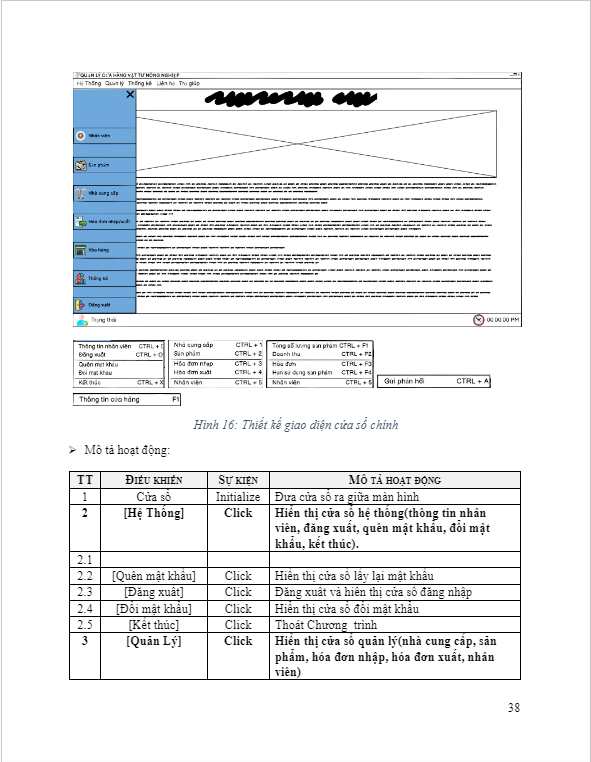 QUẢN LÝ CỬA HÀNG VẬT TƯ NÔNG NGHIỆP
Hệ Thống Quản lý Thống kê Liên hệ Trợ giúp
Nhân viên
Sản phẩm
Nhà cung cấp
Hóa đơn nhập/xuất
Kho hàng
Thống kê
Đăng xuất
Trạng thái
00:00:00 PM
Thông tin nhân viên CTRL + I
Đăng xuất CTRL + O
Quên mật khẩu
Đổi mật khẩu
Kết thúc CTRL + X
Nhà cung cấp CTRL + 1
Sản phẩm CTRL + 2
Hóa đơn nhập CTRL + 3
Hóa đơn xuất CTRL + 4
Nhân viên CTRL + 5
Tổng số lượng sản phẩm CTRL + F1
Doanh thu CTRL + F2
Hóa đơn CTRL + F3
Hạn sử dụng sản phẩm CTRL + F4
Nhân viên CTRL + 5
Gửi phản hồi CTRL + A
Thông tin cửa hàng F1
Hình 16: Thiết kế giao diện cửa sổ chính
➢ Mô tả hoạt động:
TT ĐIỀU KHIỂN SỰ KIỆN MÔ TẢ HOẠT ĐỘNG
1 Cửa sổ Initialize Đưa cửa sổ ra giữa màn hình
2 [Hệ Thống] Click Hiển thị cửa sổ hệ thống(thông tin nhân
viên, đăng xuất, quên mật khẩu, đổi mật
khẩu, kết thúc).
2.1
2.2 [Quên mật khẩu] Click Hiển thị cửa sổ lấy lại mật khẩu
2.3 [Đăng xuất] Click Đăng xuất và hiển thị cửa sổ đăng nhập
2.4 [Đổi mật khẩu] Click Hiển thị cửa sổ đổi mật khẩu
2.5 [Kết thúc] Click Thoát Chương trình
3 [Quản Lý] Click Hiển thị cửa sổ quản lý(nhà cung cấp, sản
phẩm, hóa đơn nhập, hóa đơn xuất, nhân
viên)
38